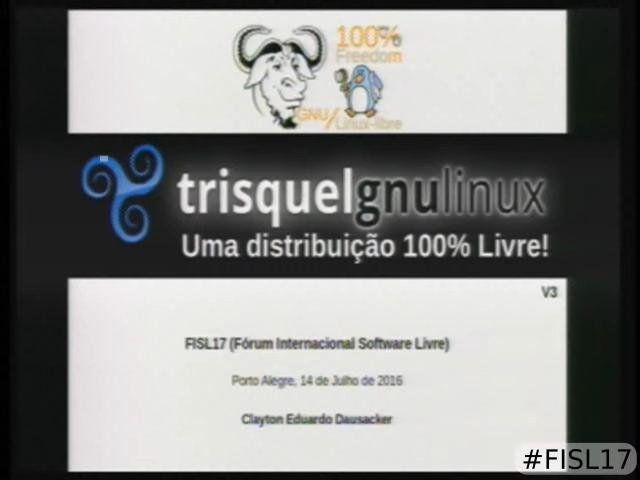 100%
Freedom
GNU/Linux-libre
trisquelgnulinux
Uma distribuição 100% Livre!
V3
FISL17 (Fórum Internacional Software Livre)
Porto Alegre, 14 de Julho de 2016
Clayton Eduardo Dausacker
#FISL17